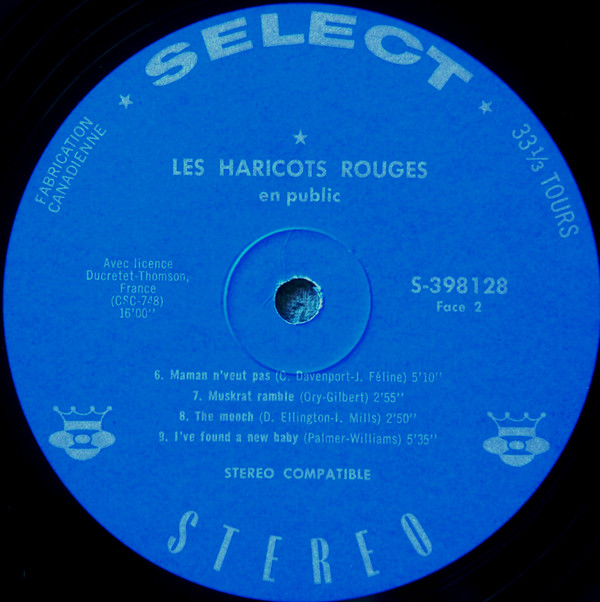 SELECT
FABRICATION
CANADIENNE
33⅓ TOURS
LES HARICOTS ROUGES
en public
Avec licence
Ducretet-Thomson,
France
(CSC-748)
16'00"
S-398128
Face 2
6. Maman n'veut pas (C. Davenport-J. Féline) 5'10"
7. Muskrat ramble (Ory-Gilbert) 2'55"
8. The mooch (D. Ellington-I. Mills) 2'50"
9. I've found a new baby (Palmer-Williams) 5'35"
STEREO COMPATIBLE
STEREO